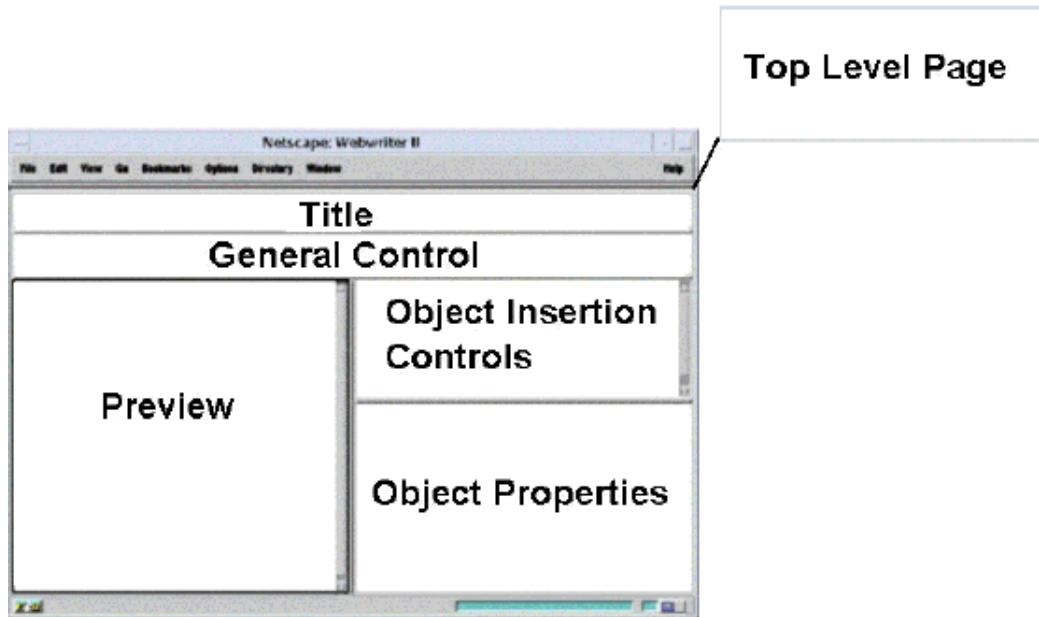 Top Level Page
Netscape: Webwriter II
File Edit View Go Bookmarks Options Directory Window Help
Title
General Control
Object Insertion
Controls
Preview
Object Properties